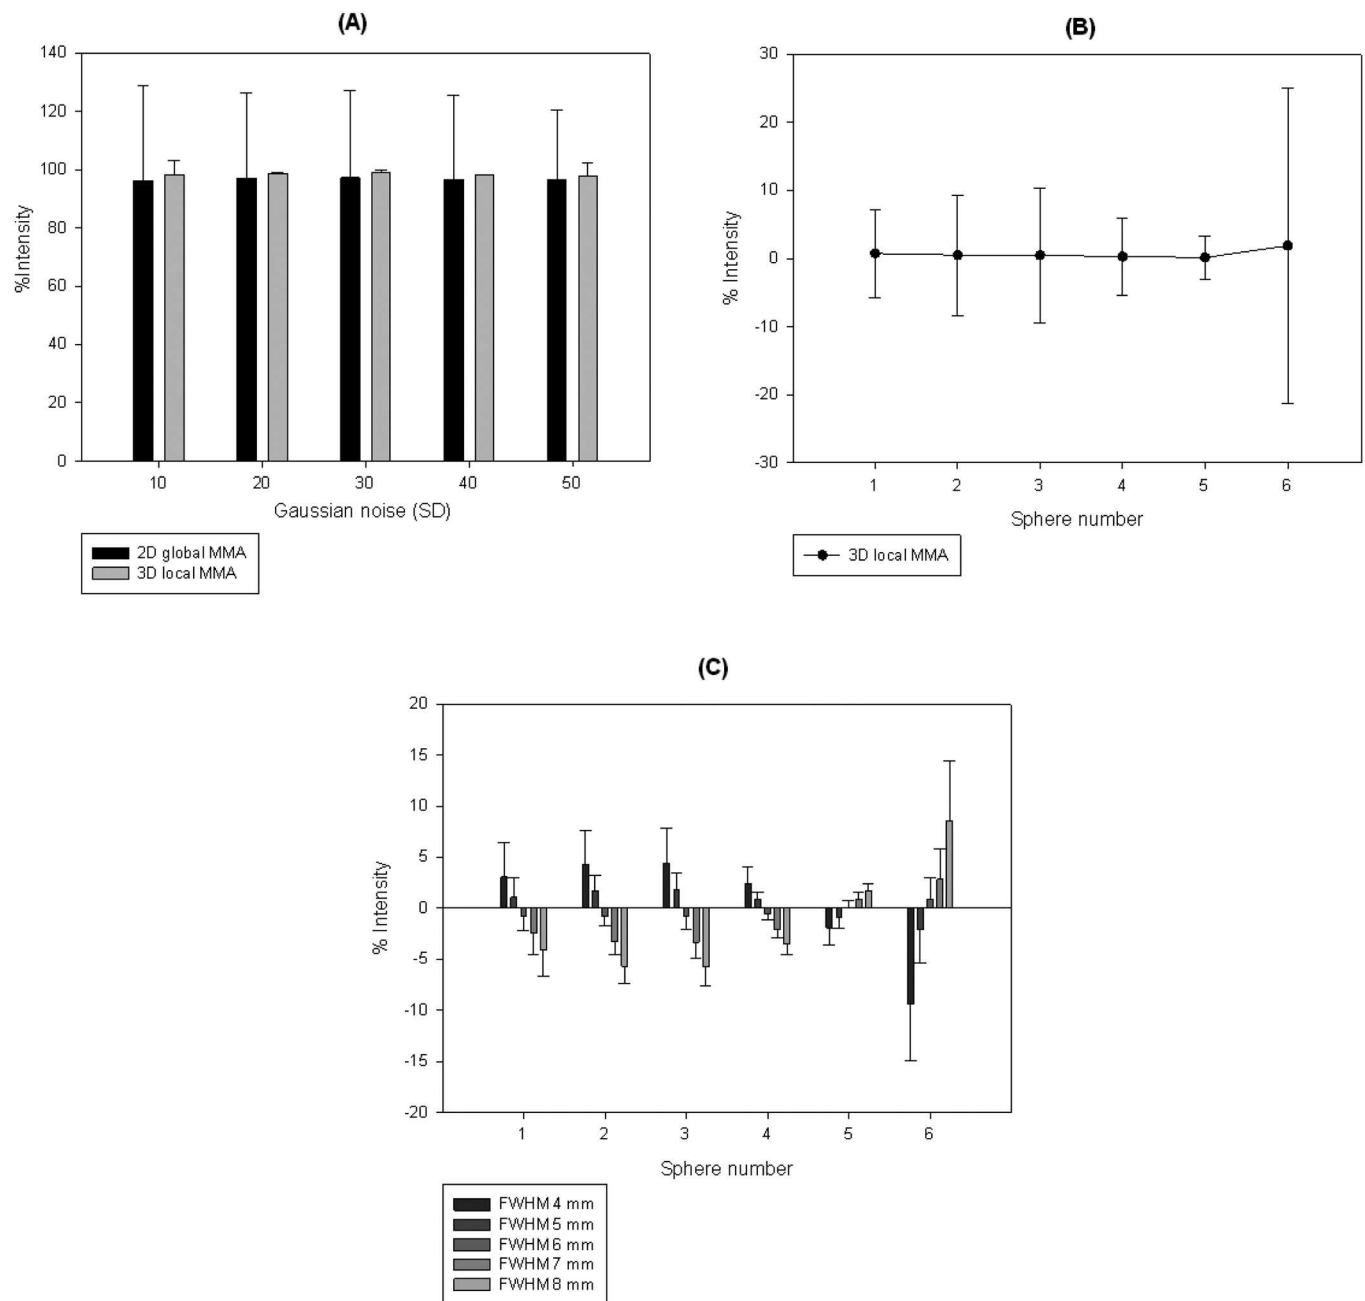 (A)
140
120
100
80
60
40
20
0
%Intensity
10 20 30 40 50
Gaussian noise (SD)
2D global MMA
3D local MMA
(B)
30
20
10
0
-10
-20
-30
% Intensity
1 2 3 4 5 6
Sphere number
3D local MMA
(C)
20
15
10
5
0
-5
-10
-15
-20
% Intensity
1 2 3 4 5 6
Sphere number
FWHM 4 mm
FWHM 5 mm
FWHM 6 mm
FWHM 7 mm
FWHM 8 mm